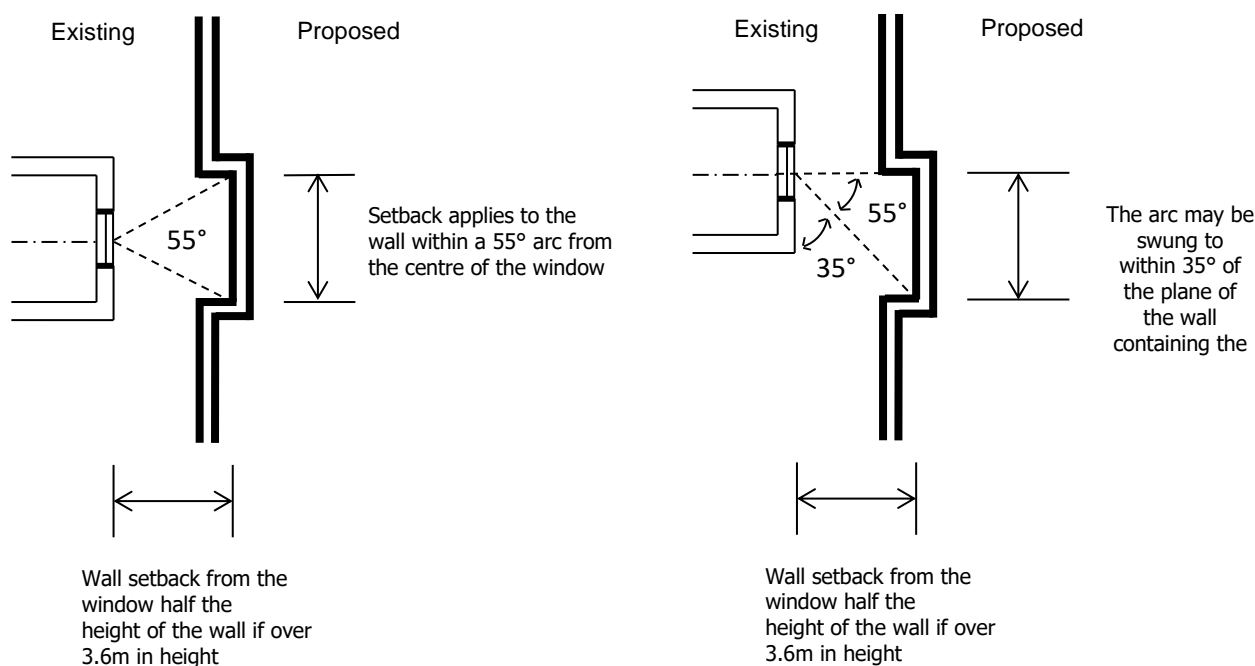 Existing
Proposed
55°
Setback applies to the
wall within a 55° arc from
the centre of the window
Wall setback from the
window half the
height of the wall if over
3.6m in height
Existing
Proposed
55°
35°
The arc may be
swung to
within 35° of
the plane of
the wall
containing the
Wall setback from the
window half the
height of the wall if over
3.6m in height